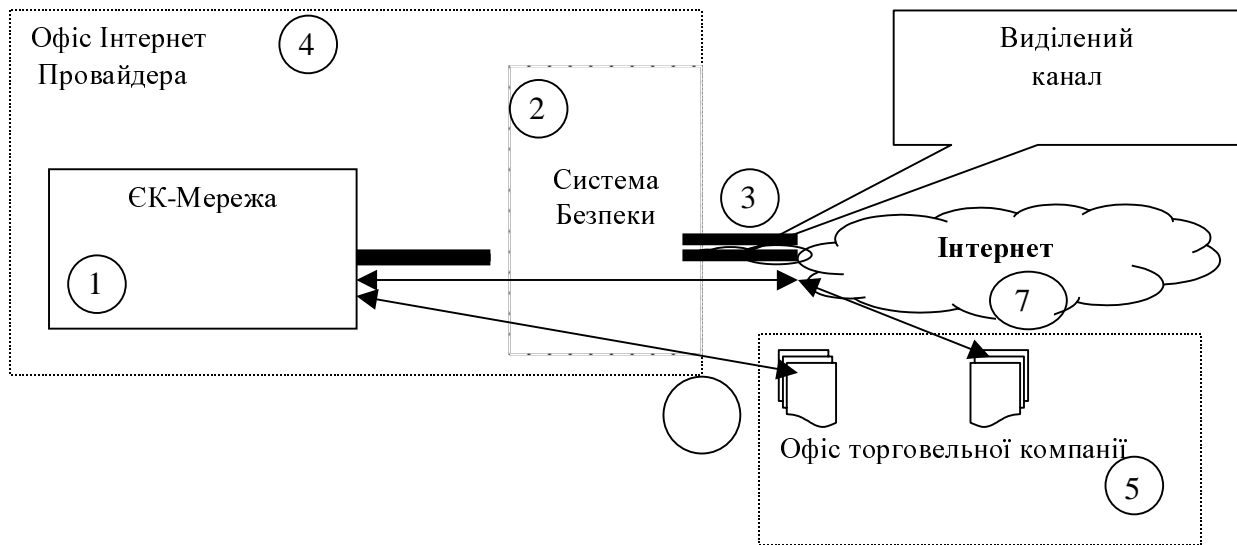 Офіс Інтернет
Провайдера
4
Виділений
канал
2
ЄК-Мережа
Система
Безпеки
3
Інтернет
1
7
Офіс торговельної компанії
5